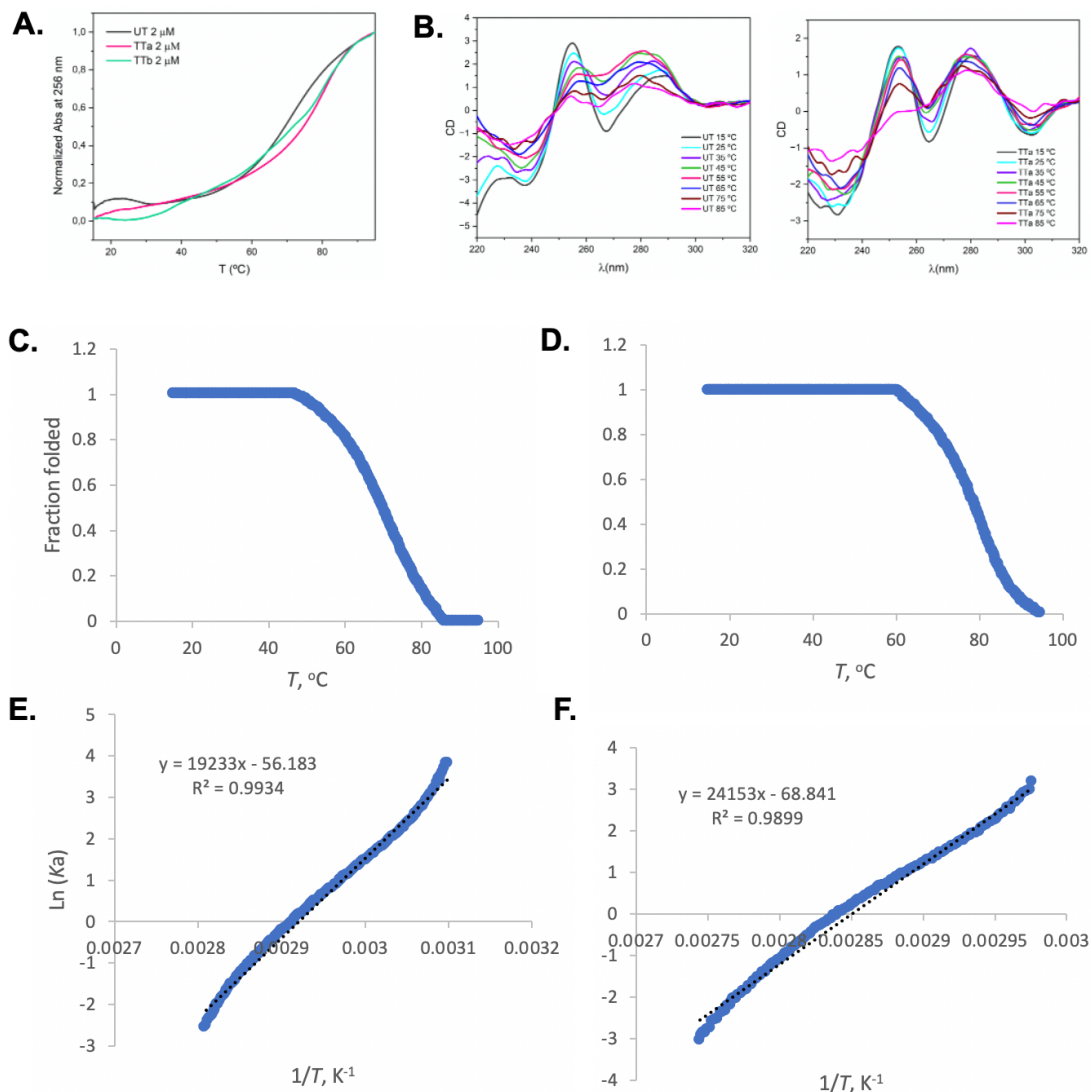 A.
UT 2 μM
TTa 2 μM
TTb 2 μM
Normalized Abs at 256 nm
1,0
0,8
0,6
0,4
0,2
0,0
20 40 60 80
T (ºC)
B.
CD
4
3
2
1
0
−1
−2
−3
−4
−5
UT 15 ºC
UT 25 ºC
UT 35 ºC
UT 45 ºC
UT 55 ºC
UT 65 ºC
UT 75 ºC
UT 85 ºC
220 240 260 280 300 320
λ(nm)
CD
2
1
0
−1
−2
−3
TTa 15 ºC
TTa 25 ºC
TTa 35 ºC
TTa 45 ºC
TTa 55 ºC
TTa 65 ºC
TTa 75 ºC
TTa 85 ºC
220 240 260 280 300 320
λ(nm)
C.
Fraction folded
1.2
1
0.8
0.6
0.4
0.2
0
0 20 40 60 80 100
T, ºC
D.
1.2
1
0.8
0.6
0.4
0.2
0
0 20 40 60 80 100
T, ºC
E.
Ln (Ka)
5
4
3
2
1
0
-1
-2
-3
y = 19233x - 56.183
R² = 0.9934
0.0027 0.0028 0.0029 0.003 0.0031 0.0032
1/T, K⁻¹
F.
4
3
2
1
0
-1
-2
-3
-4
y = 24153x - 68.841
R² = 0.9899
0.0027 0.00275 0.0028 0.00285 0.0029 0.00295 0.003
1/T, K⁻¹